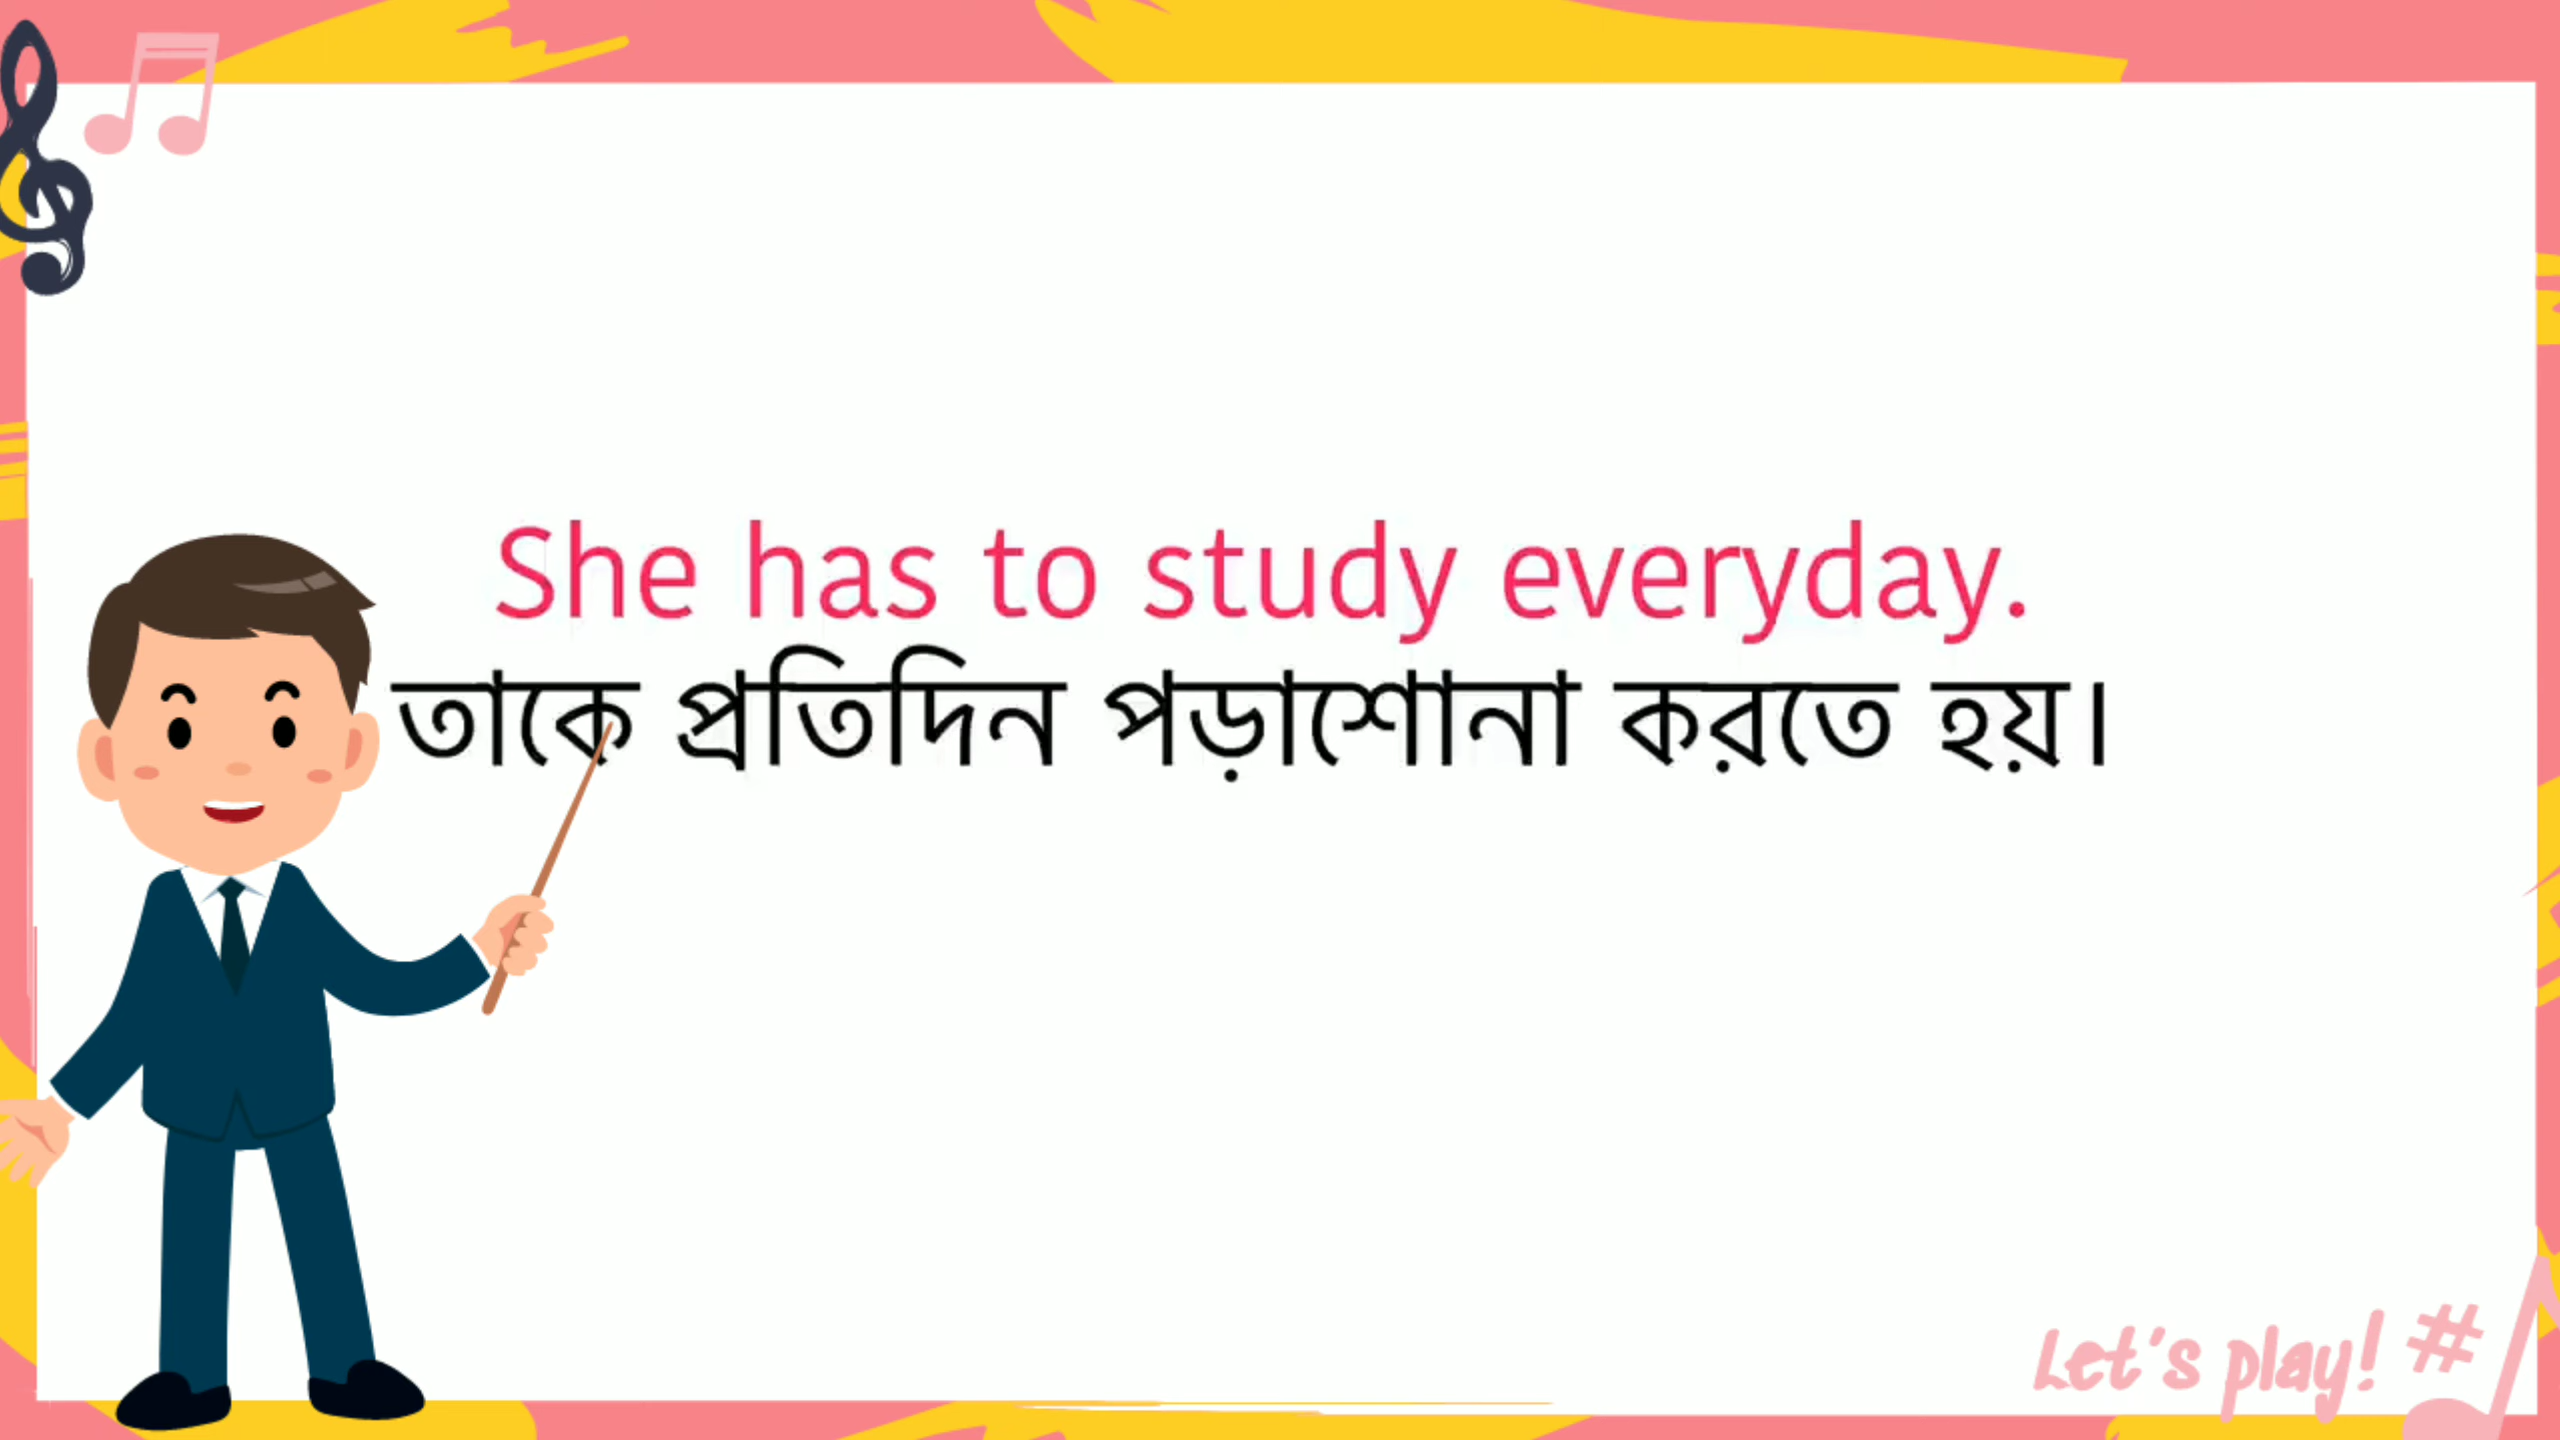 She has to study everyday.
তাকে প্রতিদিন পড়াশোনা করতে হয়।
Let's play! #